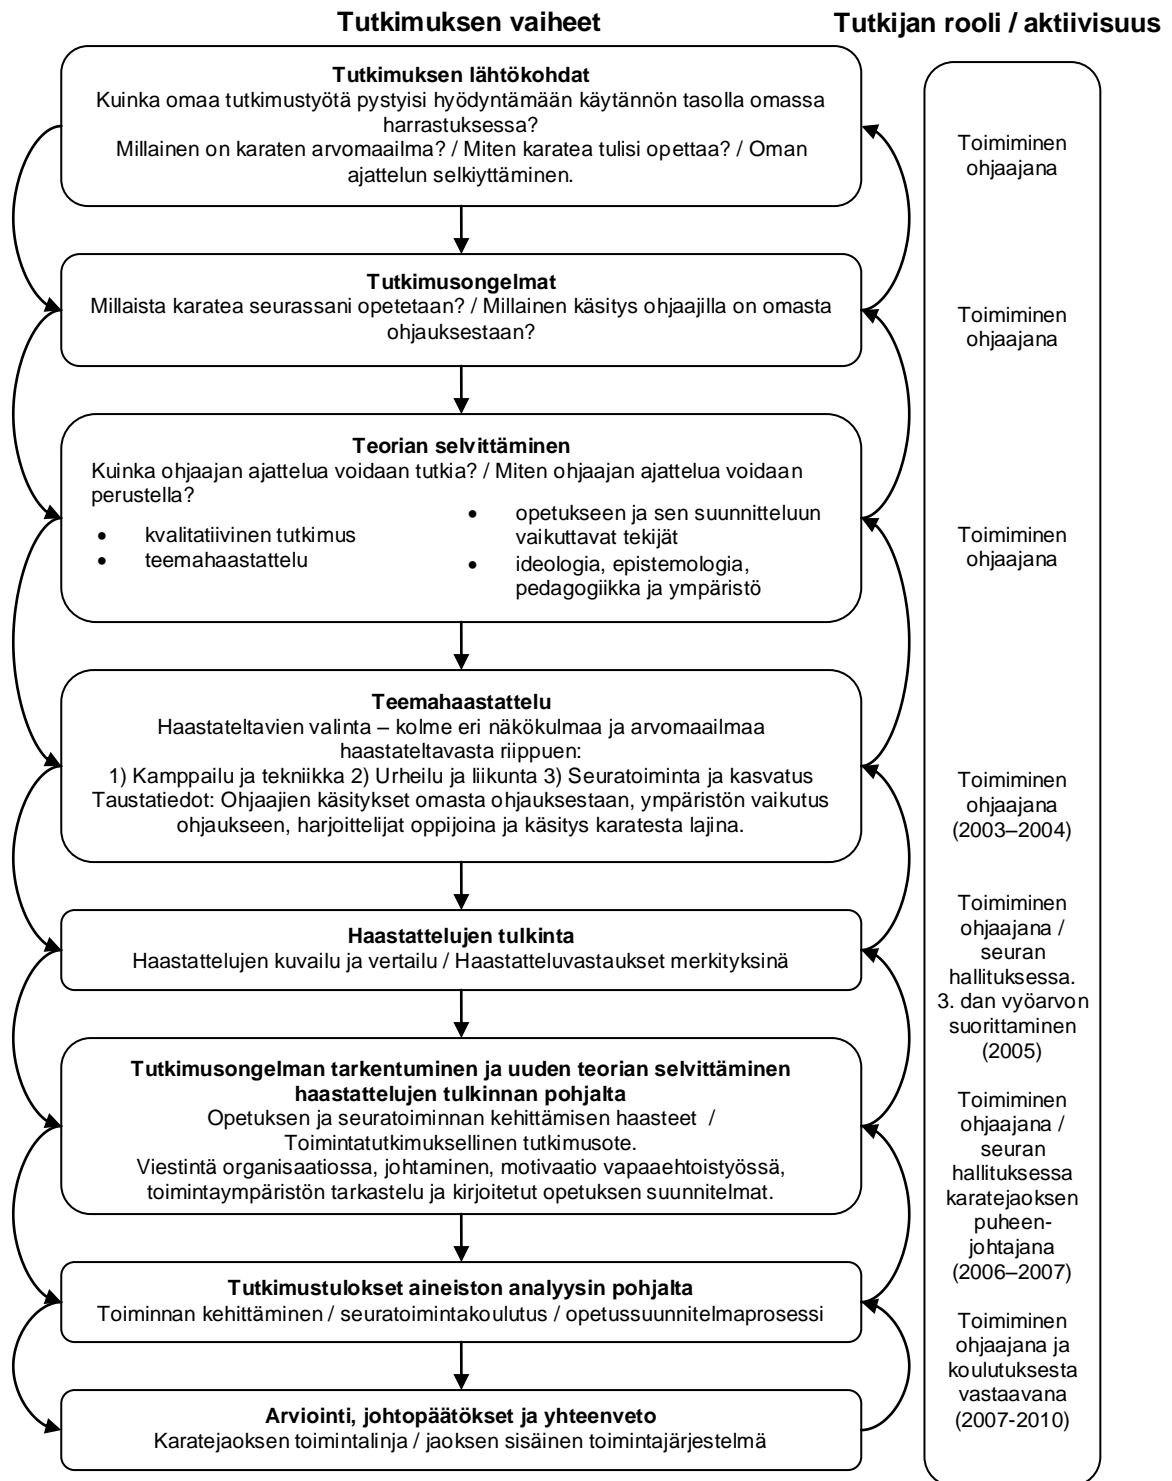 Tutkimuksen vaiheet
Tutkijan rooli / aktiivisuus
Tutkimuksen lähtökohdat
Kuinka omaa tutkimustyötä pystyisi hyödyntämään käytännön tasolla omassa
harrastuksessa?
Millainen on karaten arvomaailma? / Miten karatea tulisi opettaa? / Oman
ajattelun selkiyttäminen.
Toimiminen
ohjaajana
Tutkimusongelmat
Millaista karatea seurassani opetetaan? / Millainen käsitys ohjaajilla on omasta
ohjauksestaan?
Toimiminen
ohjaajana
Teorian selvittäminen
Kuinka ohjaajan ajattelua voidaan tutkia? / Miten ohjaajan ajattelua voidaan
perustella?
• kvalitatiivinen tutkimus
• teemahaastattelu
• opetukseen ja sen suunnitteluun
vaikuttavat tekijät
• ideologia, epistemologia,
pedagogiikka ja ympäristö
Toimiminen
ohjaajana
Teemahaastattelu
Haastateltavien valinta – kolme eri näkökulmaa ja arvomaailmaa
haastateltavasta riippuen:
1) Kamppailu ja tekniikka 2) Urheilu ja liikunta 3) Seuratoiminta ja kasvatus
Taustatiedot: Ohjaajien käsitykset omasta ohjauksestaan, ympäristön vaikutus
ohjaukseen, harjoittelijat oppijoina ja käsitys karatesta lajina.
Toimiminen
ohjaajana
(2003–2004)
Haastattelujen tulkinta
Haastattelujen kuvailu ja vertailu / Haastatteluvastaukset merkityksinä
Toimiminen
ohjaajana /
seuran
hallituksessa.
3. dan vyöarvon
suorittaminen
(2005)
Tutkimusongelman tarkentuminen ja uuden teorian selvittäminen
haastattelujen tulkinnan pohjalta
Opetuksen ja seuratoiminnan kehittämisen haasteet /
Toimintatutkimuksellinen tutkimusote.
Viestintä organisaatiossa, johtaminen, motivaatio vapaaehtoistyössä,
toimintaympäristön tarkastelu ja kirjoitetut opetuksen suunnitelmat.
Toimiminen
ohjaajana /
seuran
hallituksessa
karatejaoksen
puheen-
johtajana
(2006–2007)
Tutkimustulokset aineiston analyysin pohjalta
Toiminnan kehittäminen / seuratoimintakoulutus / opetussuunnitelmaprosessi
Toimiminen
ohjaajana ja
koulutuksesta
vastaavana
(2007-2010)
Arviointi, johtopäätökset ja yhteenveto
Karatejaoksen toimintalinja / jaoksen sisäinen toimintajärjestelmä